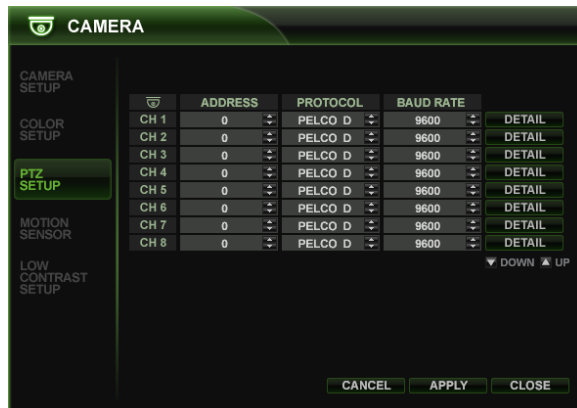 CAMERA
CAMERA
SETUP
COLOR
SETUP
PTZ
SETUP
MOTION
SENSOR
LOW
CONTRAST
SETUP
ADDRESS PROTOCOL BAUD RATE
CH 1 0 PELCO D 9600 DETAIL
CH 2 0 PELCO D 9600 DETAIL
CH 3 0 PELCO D 9600 DETAIL
CH 4 0 PELCO D 9600 DETAIL
CH 5 0 PELCO D 9600 DETAIL
CH 6 0 PELCO D 9600 DETAIL
CH 7 0 PELCO D 9600 DETAIL
CH 8 0 PELCO D 9600 DETAIL
DOWN UP
CANCEL APPLY CLOSE